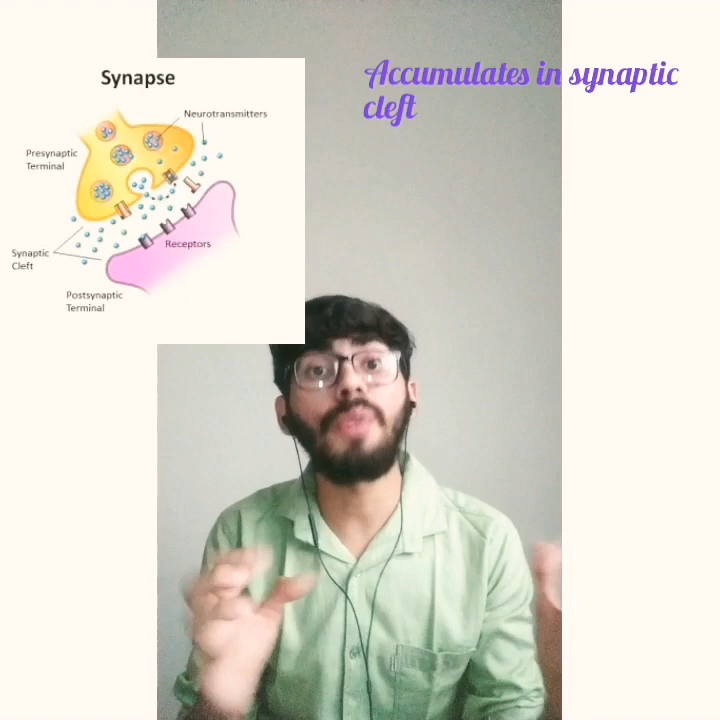 Synapse
Accumulates in synaptic
cleft
Neurotransmitters
Presynaptic
Terminal
Receptors
Synaptic
Cleft
Postsynaptic
Terminal